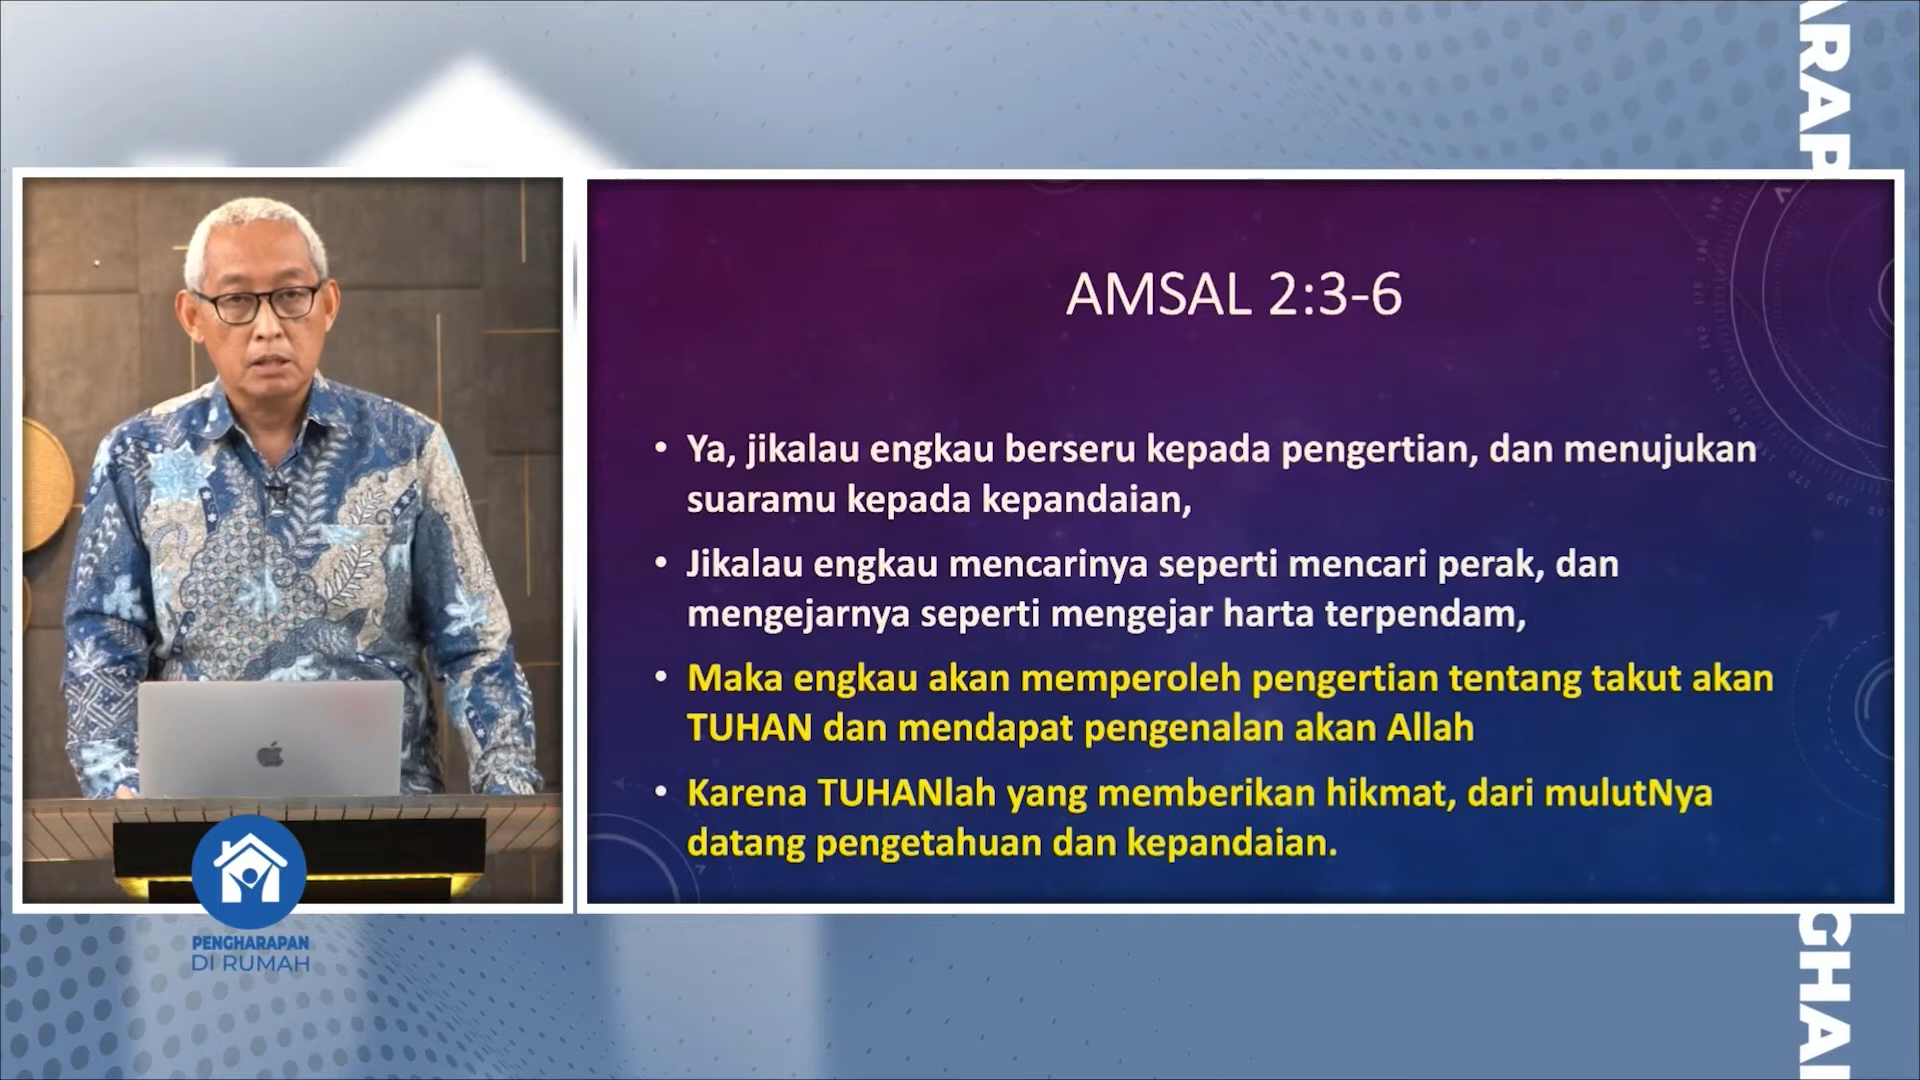 AMSAL 2:3-6
• Ya, jikalau engkau berseru kepada pengertian, dan menujukan
suaramu kepada kepandaian,
• Jikalau engkau mencarinya seperti mencari perak, dan
mengejarnya seperti mengejar harta terpendam,
• Maka engkau akan memperoleh pengertian tentang takut akan
TUHAN dan mendapat pengenalan akan Allah
• Karena TUHANlah yang memberikan hikmat, dari mulutNya
datang pengetahuan dan kepandaian.
PENGHARAPAN
DI RUMAH
ARAP
GHAI